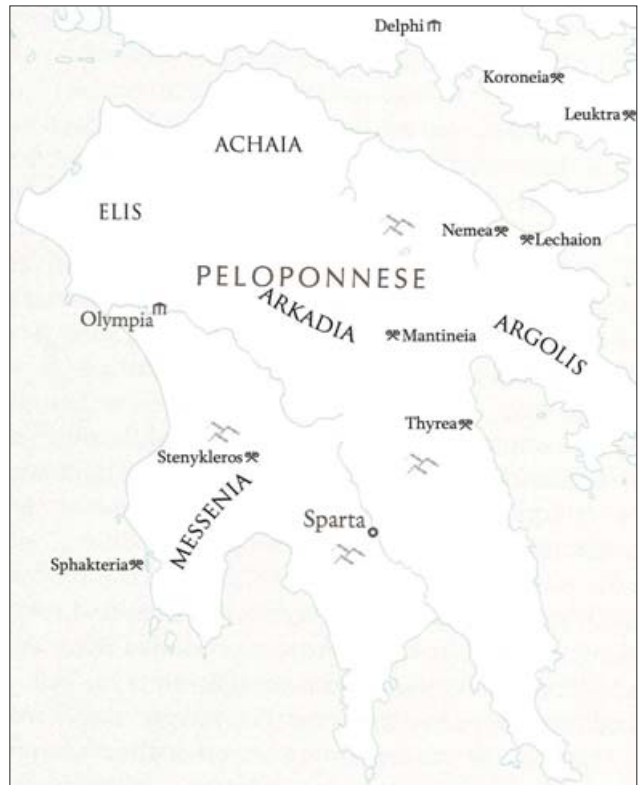 Delphi
Koroneia
Leuktra
ACHAIA
ELIS
Nemea
Lechaion
PELOPONNESE
ARKADIA
Olympia
Mantineia
ARGOLIS
Thyrea
Stenykleros
MESSENIA
Sparta
Sphakteria